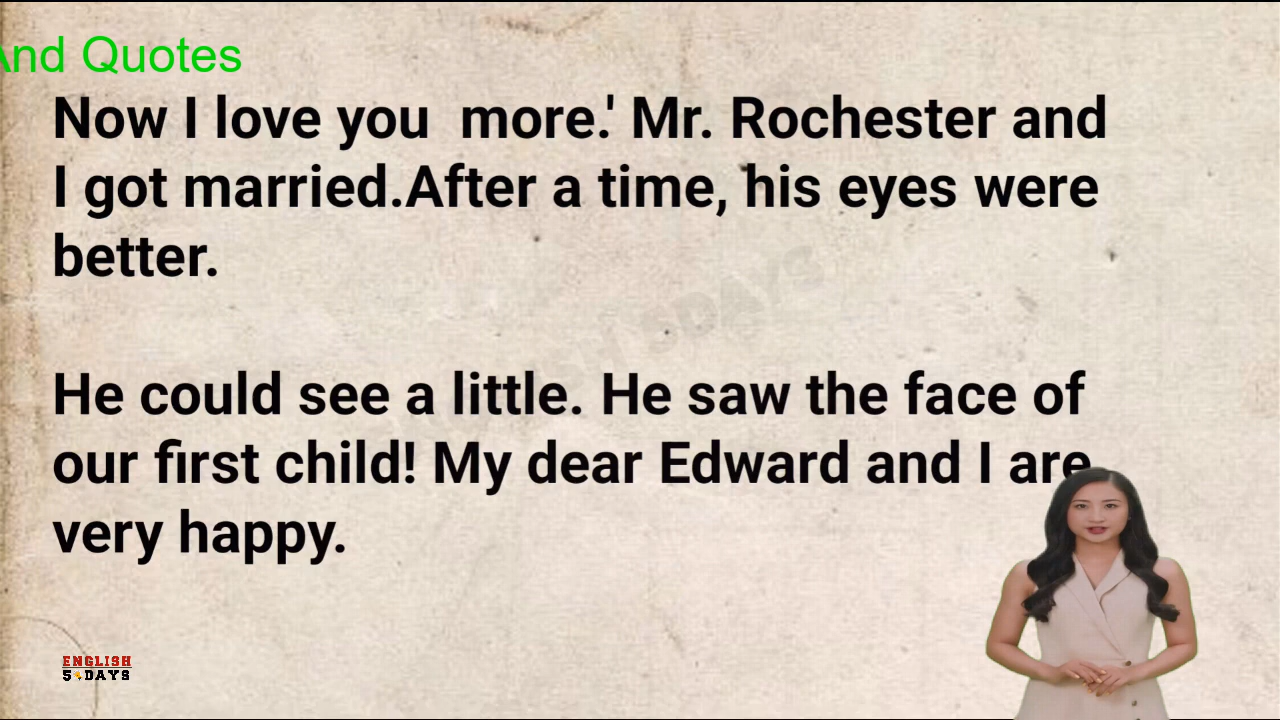 And Quotes
Now I love you  more.' Mr. Rochester and
I got married.After a time, his eyes were
better.
He could see a little. He saw the face of
our first child! My dear Edward and I are
very happy.
ENGLISH
5 DAYS